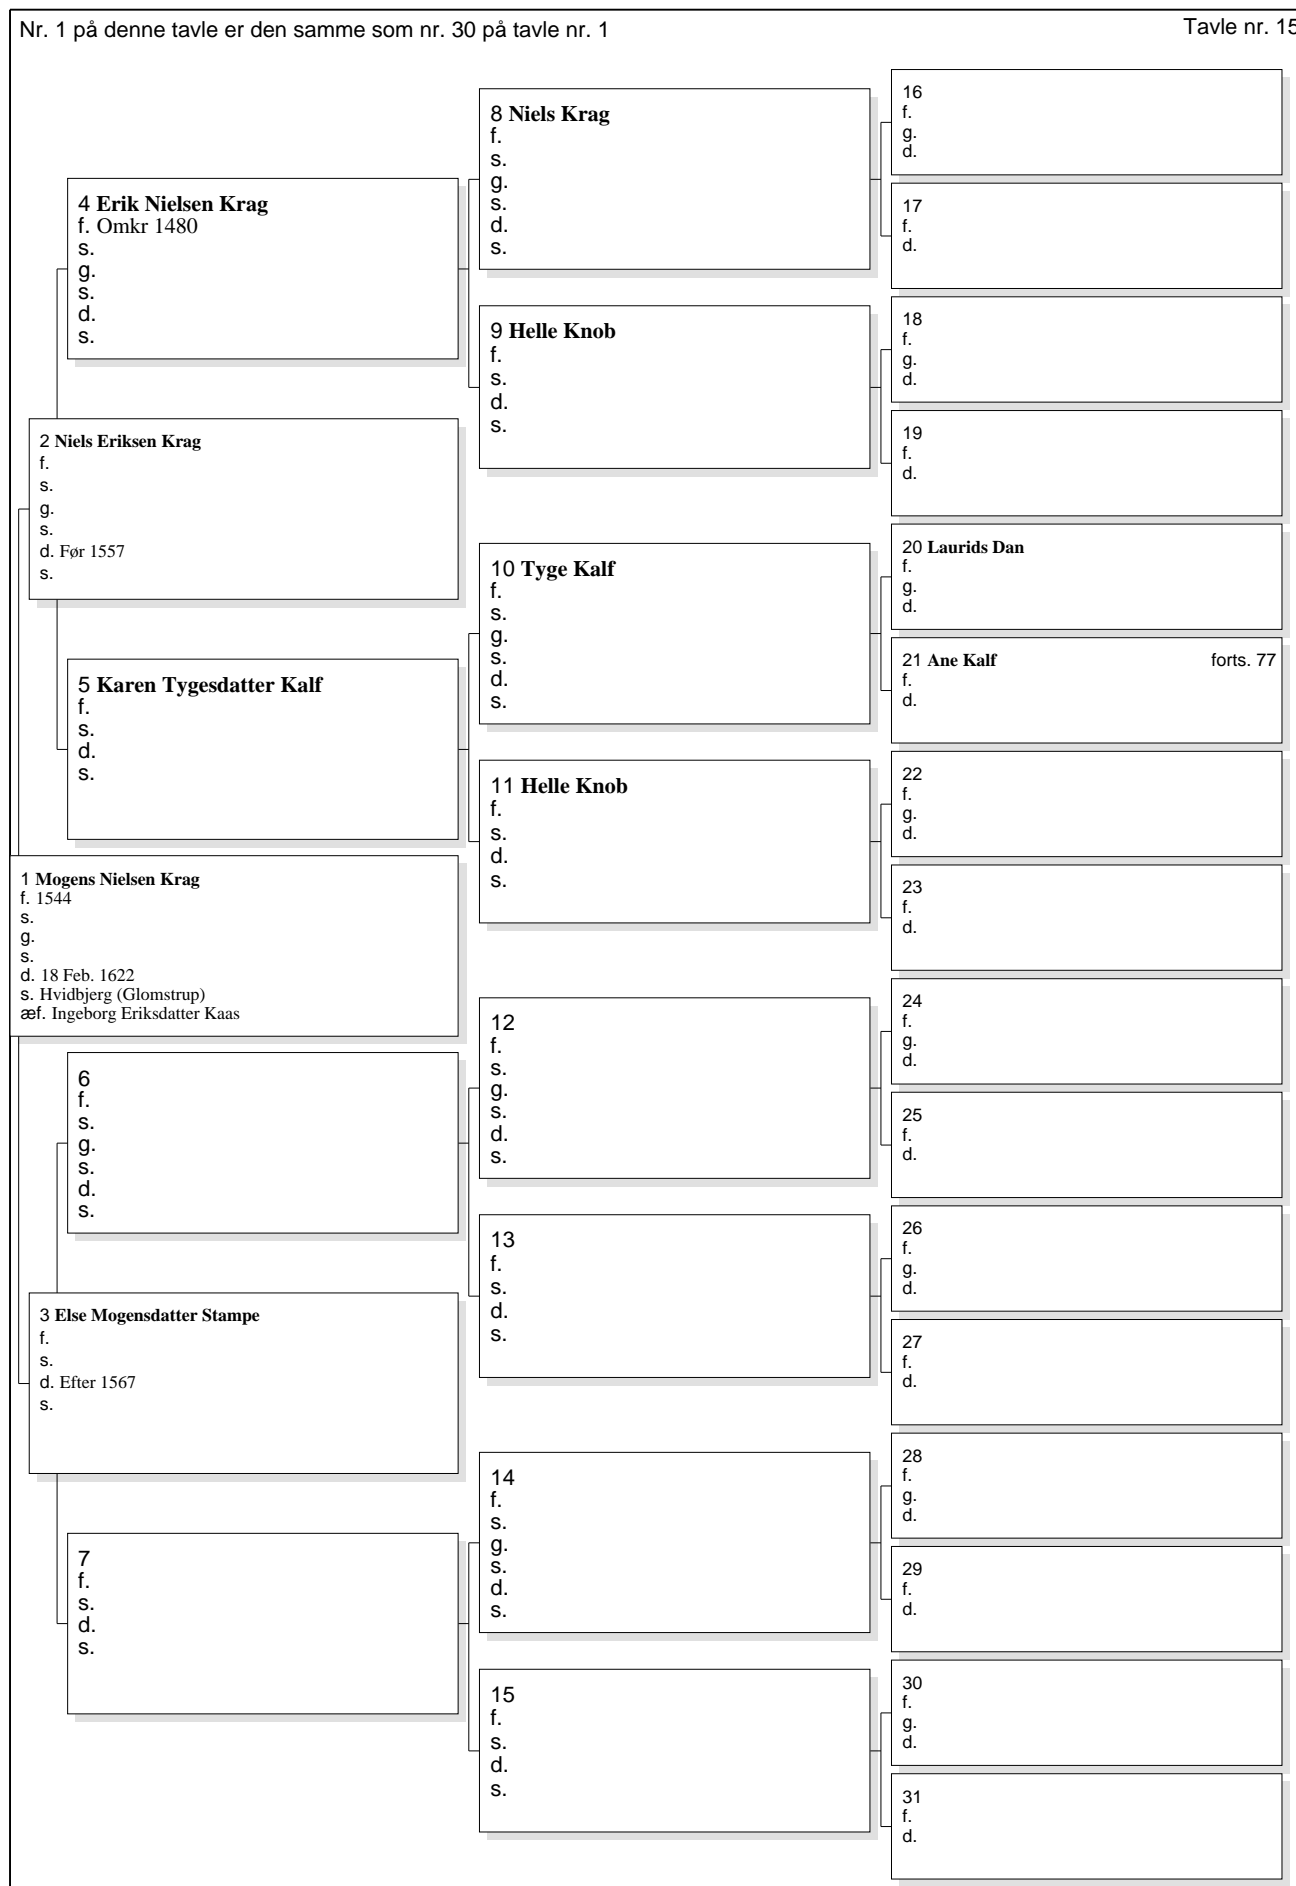 Nr. 1 på denne tavle er den samme som nr. 30 på tavle nr. 1
Tavle nr. 15
1 Mogens Nielsen Krag
f. 1544
s.
g.
s.
d. 18 Feb. 1622
s. Hvidbjerg (Glomstrup)
æf. Ingeborg Eriksdatter Kaas
2 Niels Eriksen Krag
f.
s.
g.
s.
d. Før 1557
s.
3 Else Mogensdatter Stampe
f.
s.
d. Efter 1567
s.
4 Erik Nielsen Krag
f. Omkr 1480
s.
g.
s.
d.
s.
5 Karen Tygesdatter Kalf
f.
s.
d.
s.
6
f.
s.
g.
s.
d.
s.
7
f.
s.
d.
s.
8 Niels Krag
f.
s.
g.
s.
d.
s.
9 Helle Knob
f.
s.
d.
s.
10 Tyge Kalf
f.
s.
g.
s.
d.
s.
11 Helle Knob
f.
s.
d.
s.
12
f.
s.
g.
s.
d.
s.
13
f.
s.
d.
s.
14
f.
s.
g.
s.
d.
s.
15
f.
s.
d.
s.
16
f.
g.
d.
17
f.
d.
18
f.
g.
d.
19
f.
d.
20 Laurids Dan
f.
g.
d.
21 Ane Kalf forts. 77
f.
d.
22
f.
g.
d.
23
f.
d.
24
f.
g.
d.
25
f.
d.
26
f.
g.
d.
27
f.
d.
28
f.
g.
d.
29
f.
d.
30
f.
g.
d.
31
f.
d.